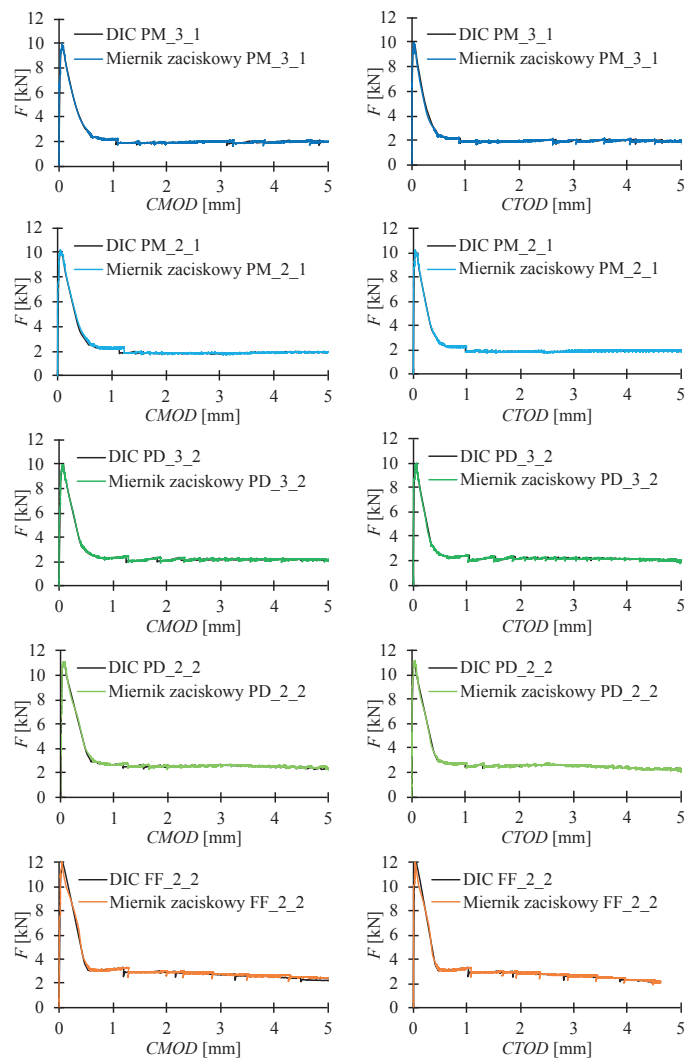 DIC PM_3_1
Miernik zaciskowy PM_3_1
F [kN]
12
10
8
6
4
2
0
0 1 2 3 4 5
CMOD [mm]
DIC PM_3_1
Miernik zaciskowy PM_3_1
F [kN]
12
10
8
6
4
2
0
0 1 2 3 4 5
CTOD [mm]
DIC PM_2_1
Miernik zaciskowy PM_2_1
F [kN]
12
10
8
6
4
2
0
0 1 2 3 4 5
CMOD [mm]
DIC PM_2_1
Miernik zaciskowy PM_2_1
F [kN]
12
10
8
6
4
2
0
0 1 2 3 4 5
CTOD [mm]
DIC PD_3_2
Miernik zaciskowy PD_3_2
F [kN]
12
10
8
6
4
2
0
0 1 2 3 4 5
CMOD [mm]
DIC PD_3_2
Miernik zaciskowy PD_3_2
F [kN]
12
10
8
6
4
2
0
0 1 2 3 4 5
CTOD [mm]
DIC PD_2_2
Miernik zaciskowy PD_2_2
F [kN]
12
10
8
6
4
2
0
0 1 2 3 4 5
CMOD [mm]
DIC PD_2_2
Miernik zaciskowy PD_2_2
F [kN]
12
10
8
6
4
2
0
0 1 2 3 4 5
CTOD [mm]
DIC FF_2_2
Miernik zaciskowy FF_2_2
F [kN]
12
10
8
6
4
2
0
0 1 2 3 4 5
CMOD [mm]
DIC FF_2_2
Miernik zaciskowy FF_2_2
F [kN]
12
10
8
6
4
2
0
0 1 2 3 4 5
CTOD [mm]